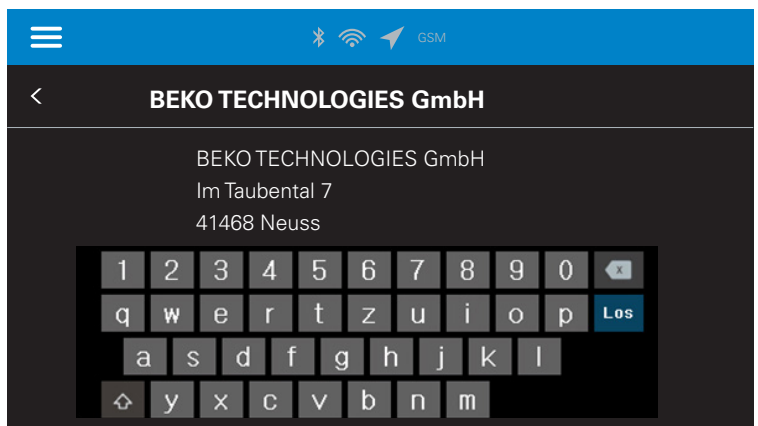 GSM
BEKO TECHNOLOGIES GmbH
BEKO TECHNOLOGIES GmbH
Im Taubental 7
41468 Neuss
1 2 3 4 5 6 7 8 9 0 x
q w e r t z u i o p Los
a s d f g h j k l
y x c v b n m